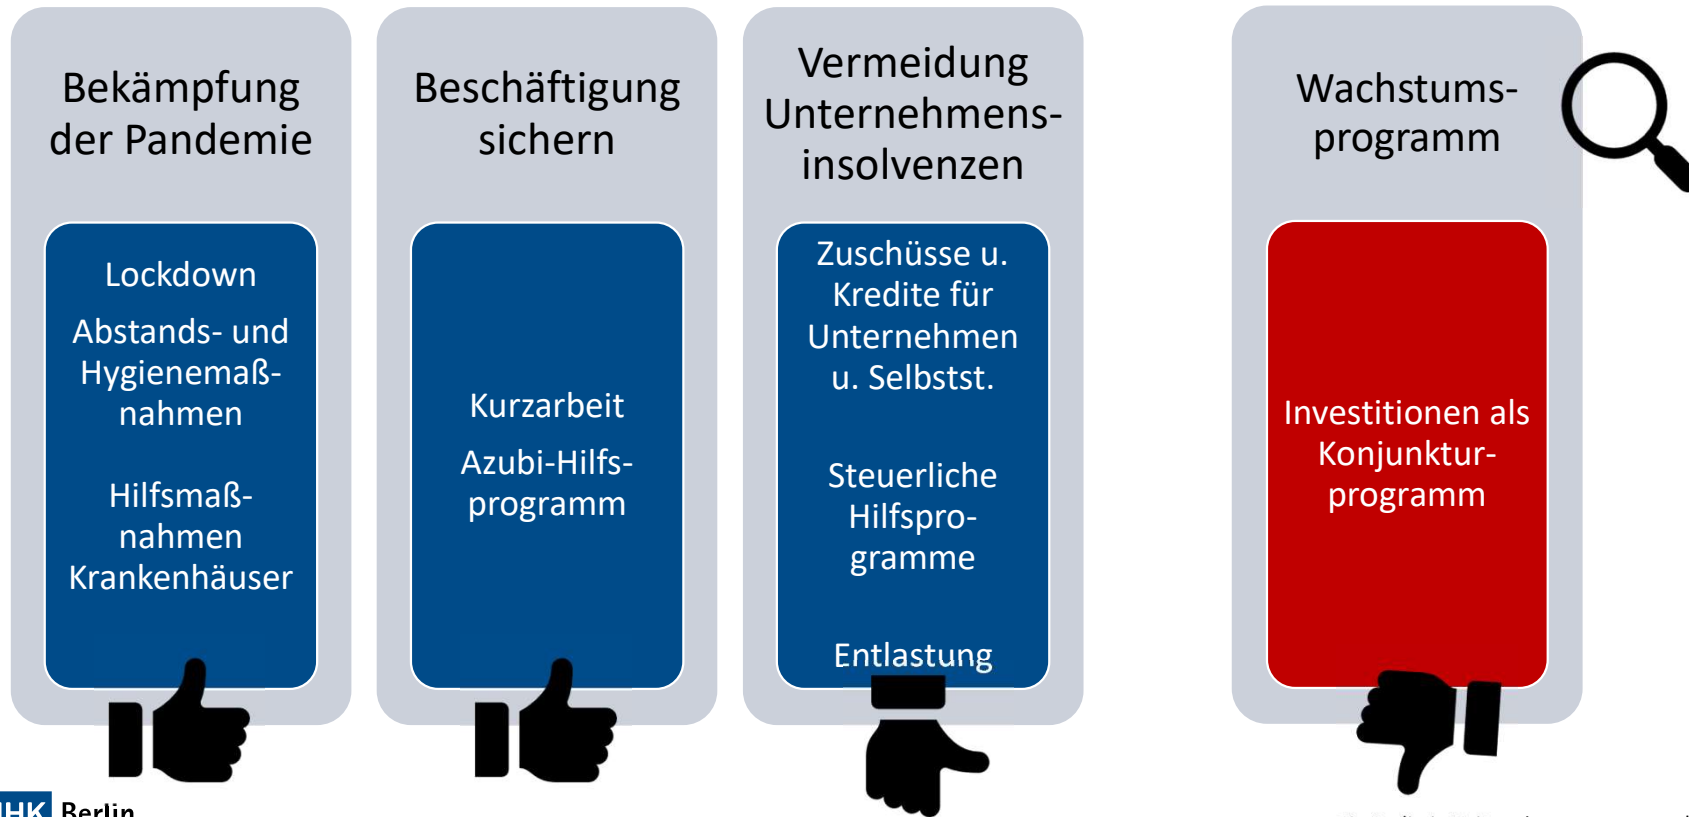 Bekämpfung
der Pandemie
Lockdown
Abstands- und
Hygienemaß-
nahmen
Hilfsmaß-
nahmen
Krankenhäuser
Beschäftigung
sichern
Kurzarbeit
Azubi-Hilfs-
programm
Vermeidung
Unternehmens-
insolvenzen
Zuschüsse u.
Kredite für
Unternehmen
u. Selbstst.
Steuerliche
Hilfspro-
gramme
Entlastung
Wachstums-
programm
Investitionen als
Konjunktur-
programm
IHK Berlin